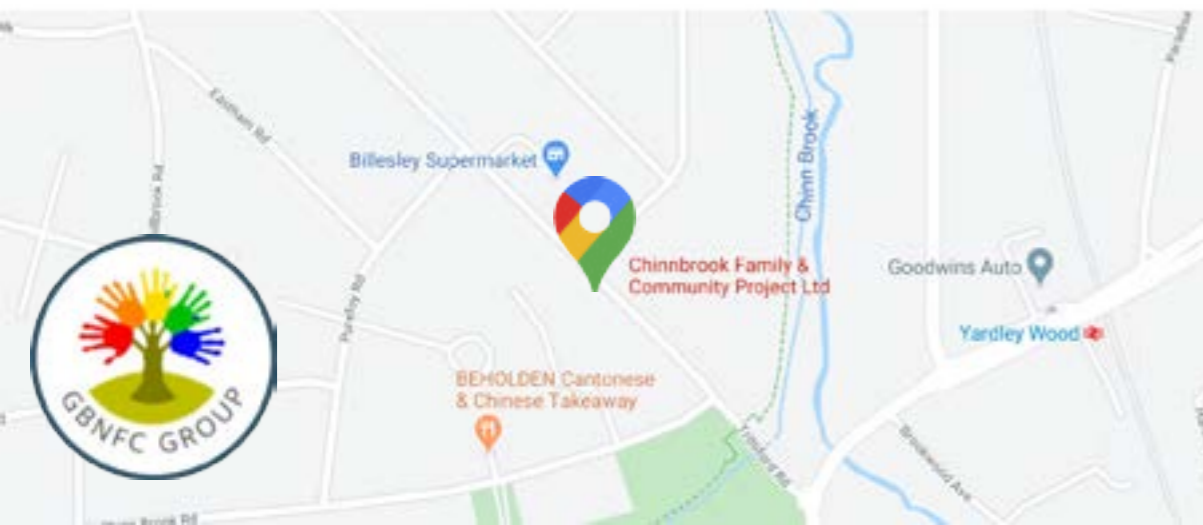 Eastham Rd
Billesley Supermarket
Chinn Brook
Chinnbrook Family &
Community Project Ltd
Goodwins Auto
Yardley Wood
Brook Rd
BEHOLDEN Cantonese
& Chinese Takeaway
GBNFC GROUP
Trittiford Rd
Brookwood Ave